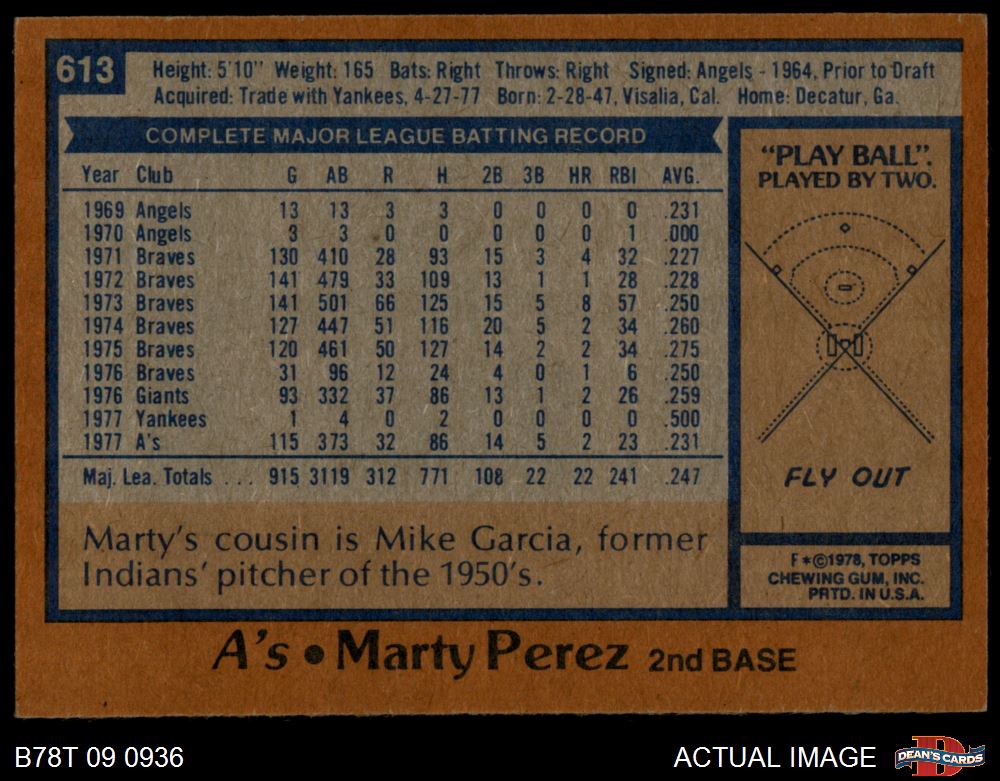 613
Height: 5'10" Weight: 165 Bats: Right Throws: Right Signed: Angels - 1964, Prior to Draft
Acquired: Trade with Yankees, 4-27-77 Born: 2-28-47, Visalia, Cal. Home: Decatur, Ga.
COMPLETE MAJOR LEAGUE BATTING RECORD
Year Club G AB R H 2B 3B HR RBI AVG.
1969 Angels 13 13 3 3 0 0 0 0 .231
1970 Angels 3 3 0 0 0 0 0 1 .000
1971 Braves 130 410 28 93 15 3 4 32 .227
1972 Braves 141 479 33 109 13 1 1 28 .228
1973 Braves 141 501 66 125 15 5 8 57 .250
1974 Braves 127 447 51 116 20 5 2 34 .260
1975 Braves 120 461 50 127 14 2 2 34 .275
1976 Braves 31 96 12 24 4 0 1 6 .250
1976 Giants 93 332 37 86 13 1 2 26 .259
1977 Yankees 1 4 0 2 0 0 0 0 .500
1977 A's 115 373 32 86 14 5 2 23 .231
Maj. Lea. Totals . . . 915 3119 312 771 108 22 22 241 .247
Marty's cousin is Mike Garcia, former
Indians' pitcher of the 1950's.
"PLAY BALL".
PLAYED BY TWO.
FLY OUT
F*©1978, TOPPS
CHEWING GUM, INC.
PRTD. IN U.S.A.
A's • Marty Perez 2nd BASE
B78T 09 0936
ACTUAL IMAGE
D
DEAN'S CARDS